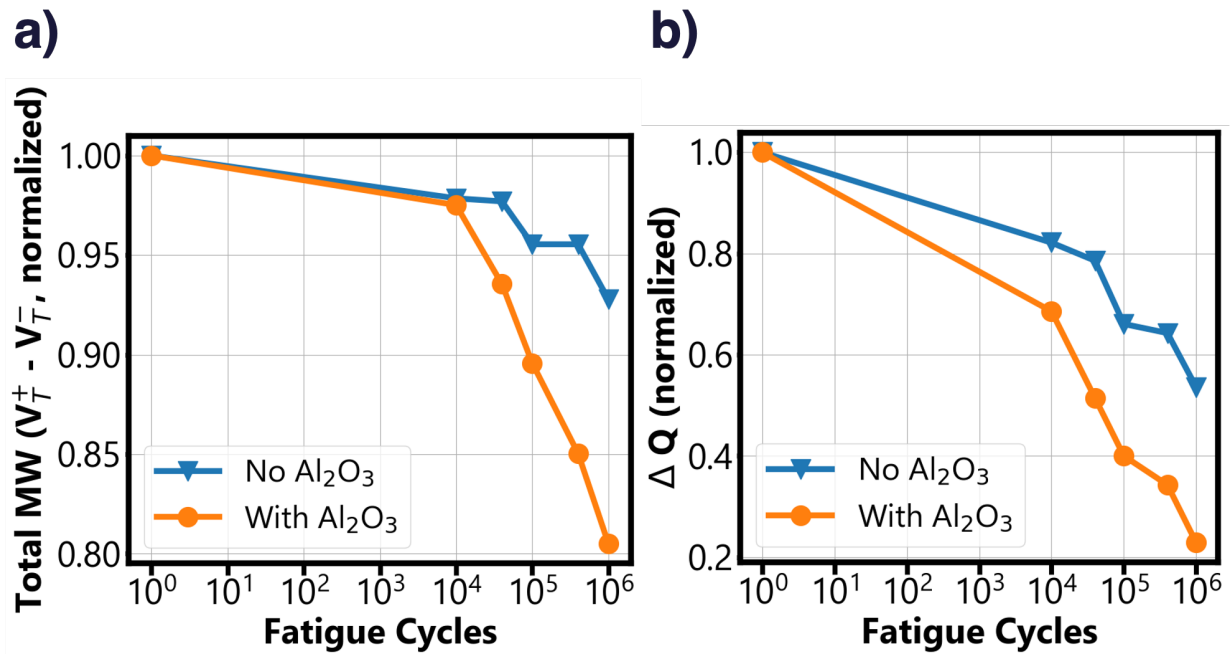 a)
Total MW (V_T^+ - V_T^-, normalized)
1.00
0.95
0.90
0.85
0.80
No Al₂O₃
With Al₂O₃
10⁰ 10¹ 10² 10³ 10⁴ 10⁵ 10⁶
Fatigue Cycles
b)
Δ Q (normalized)
1.0
0.8
0.6
0.4
0.2
No Al₂O₃
With Al₂O₃
10⁰ 10¹ 10² 10³ 10⁴ 10⁵ 10⁶
Fatigue Cycles